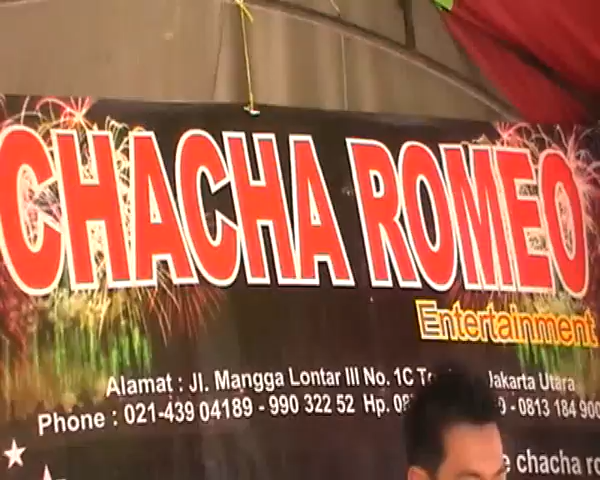 CHACHA ROMEO
Entertainment
Alamat : Jl. Mangga Lontar III No. 1C Jakarta Utara
Phone : 021-439 04189 - 990 322 52 Hp. - 0813 184 900
chacha